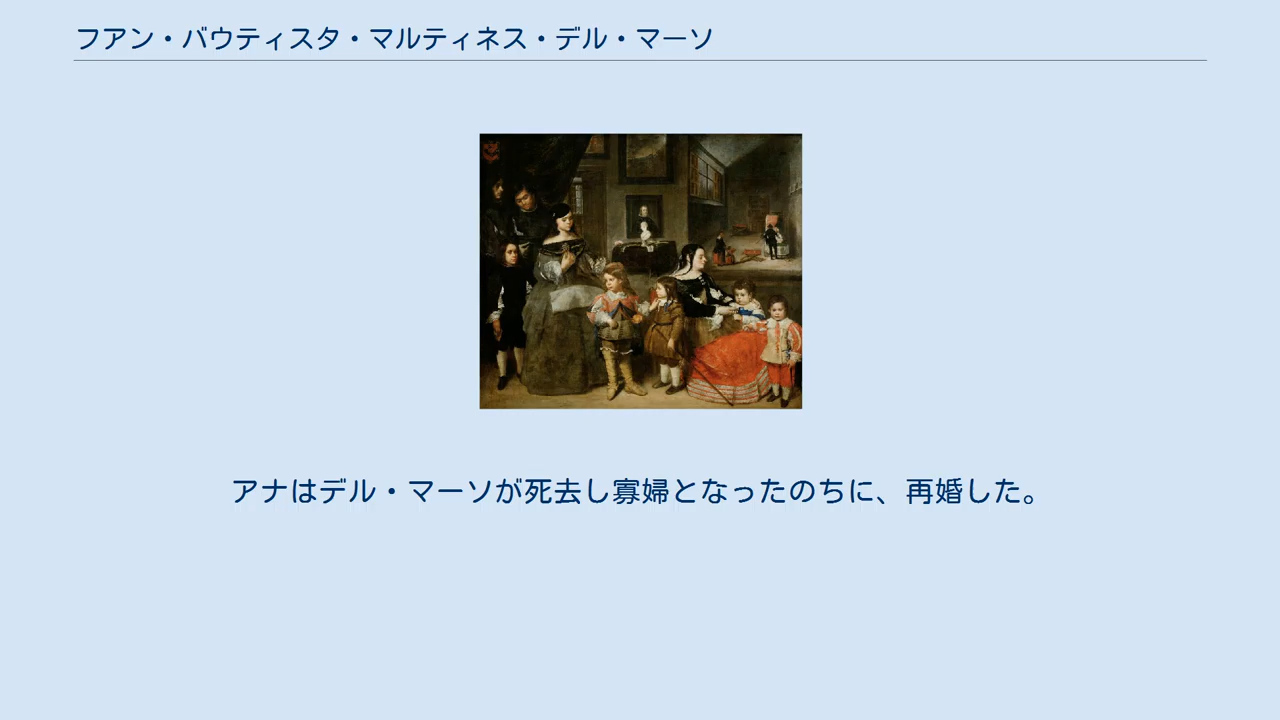 フアン・バウティスタ・マルティネス・デル・マーソ
アナはデル・マーソが死去し寡婦となったのちに、再婚した。